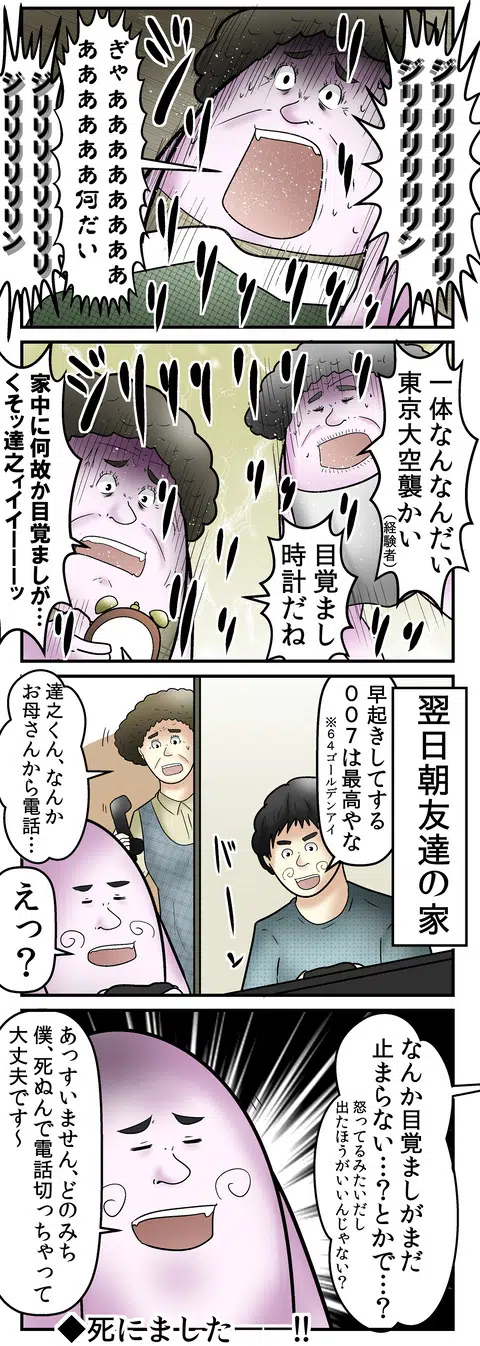 ジリリリリリリリ
ジリリリリリリン
ぎゃあああああああああ
ああああああ何だい
ジリリリリリリリ
ジリリリリリリン
一体なんなんだい
東京大空襲かい
(経験者)
目覚まし
時計だね
家中に何故か目覚ましが…
くそッ達之ィイーーーッ
翌日朝友達の家
早起きしてする
007は最高やな
※64ゴールデンアイ
ドーぅ
達之くん、なんか
お母さんから電話…
えっ?
なんか目覚ましがまだ
止まらない…?とかで…?
怒ってるみたいだし
出たほうがいいんじゃない?
あっすいません、どのみち
僕、死ぬんで電話切っちゃって
大丈夫です〜
◆死にました――!!